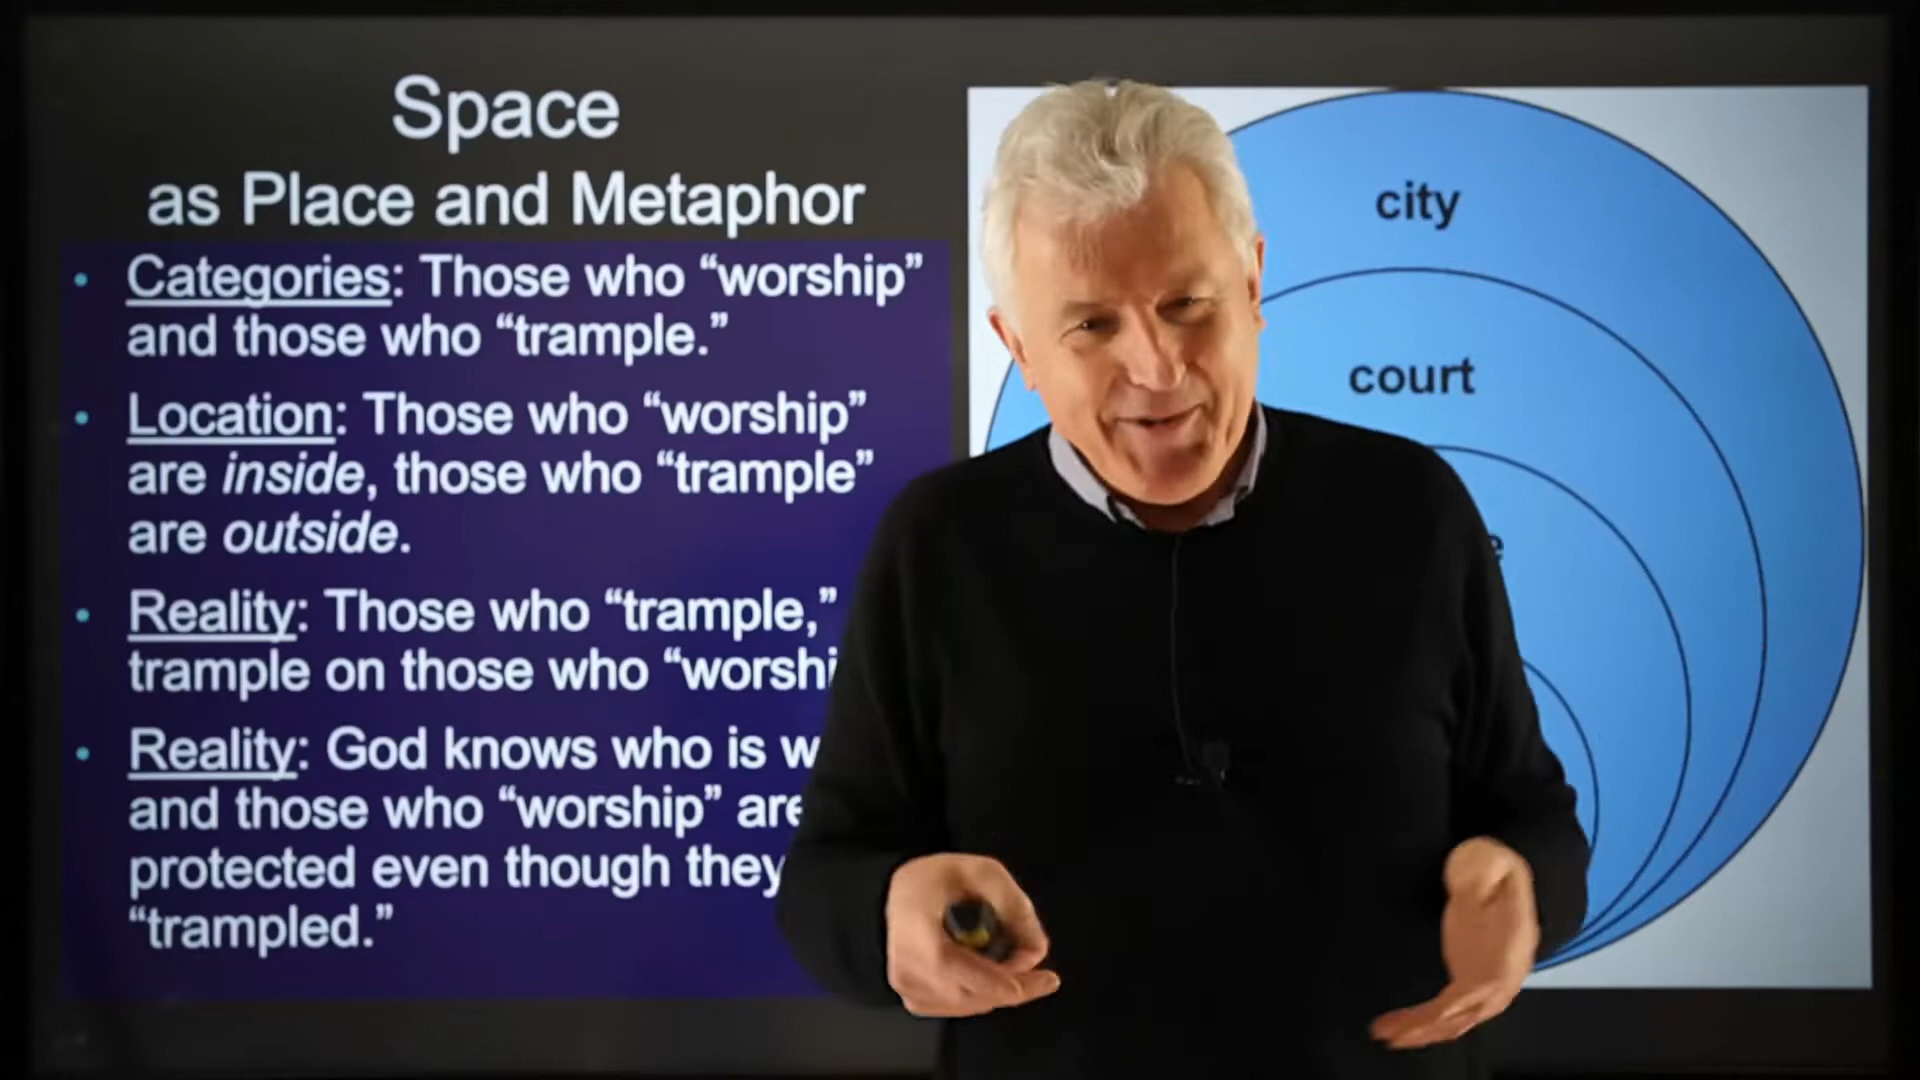 Space
as Place and Metaphor
• Categories: Those who “worship”
and those who “trample.”
• Location: Those who “worship”
are inside, those who “trample”
are outside.
• Reality: Those who “trample,”
trample on those who
• Reality: God knows who is
and those who “worship” are
protected even though they
“trampled.”
city
court